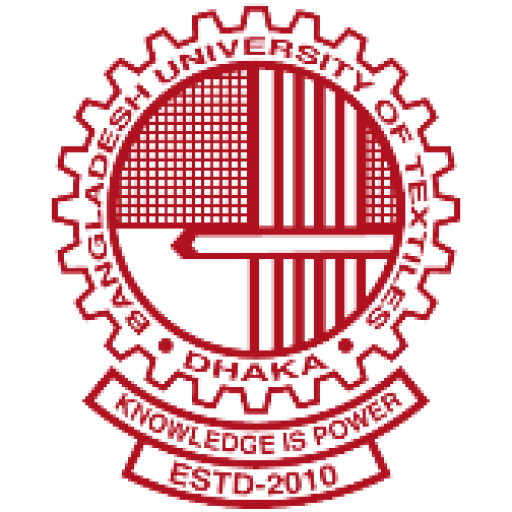 BANGLADESH UNIVERSITY OF TEXTILES
DHAKA
KNOWLEDGE IS POWER
ESTD-2010